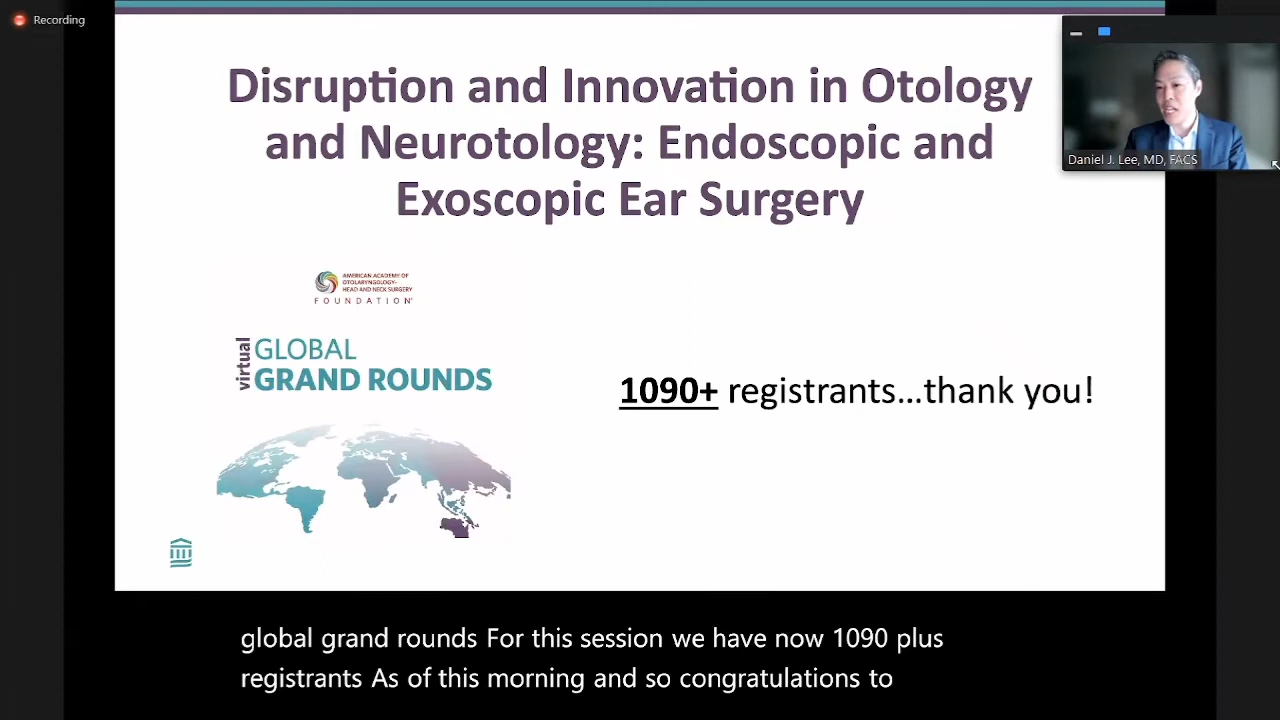 Recording
Disruption and Innovation in Otology
and Neurotology: Endoscopic and
Exoscopic Ear Surgery
Daniel J. Lee, MD, FACS
AMERICAN ACADEMY OF
OTOLARYNGOLOGY-
HEAD AND NECK SURGERY
FOUNDATION
virtual
GLOBAL
GRAND ROUNDS
1090+ registrants...thank you!
global grand rounds For this session we have now 1090 plus
registrants As of this morning and so congratulations to